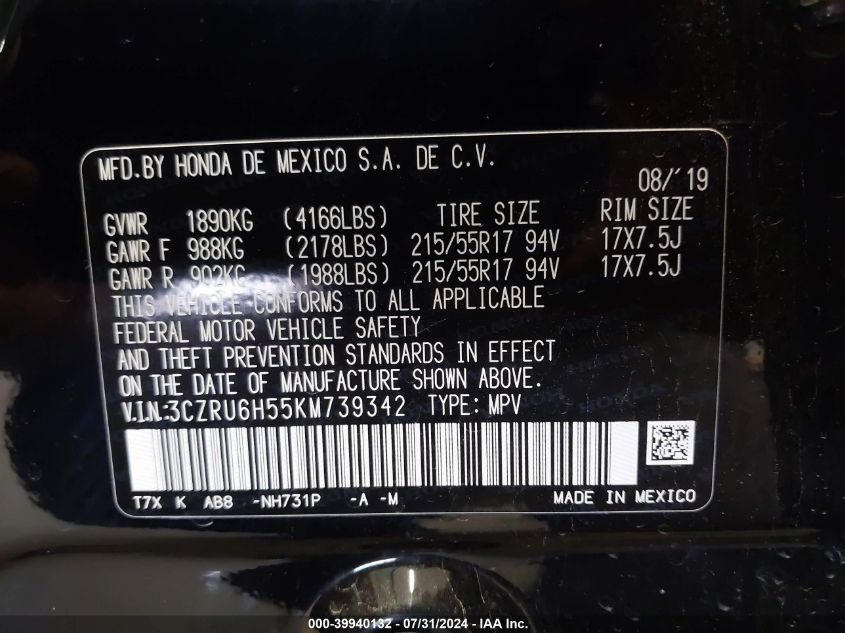 MFD.BY HONDA DE MEXICO S.A. DE C.V.
08/'19
GVWR 1890KG (4166LBS) TIRE SIZE RIM SIZE
GAWR F 988KG (2178LBS) 215/55R17 94V 17X7.5J
GAWR R 902KG (1988LBS) 215/55R17 94V 17X7.5J
THIS VEHICLE CONFORMS TO ALL APPLICABLE
FEDERAL MOTOR VEHICLE SAFETY
AND THEFT PREVENTION STANDARDS IN EFFECT
ON THE DATE OF MANUFACTURE SHOWN ABOVE.
V.I.N.:3CZRU6H55KM739342 TYPE: MPV
T7X K AB8 -NH731P -A -M MADE IN MEXICO
000-39940132 - 07/31/2024 - IAA Inc.